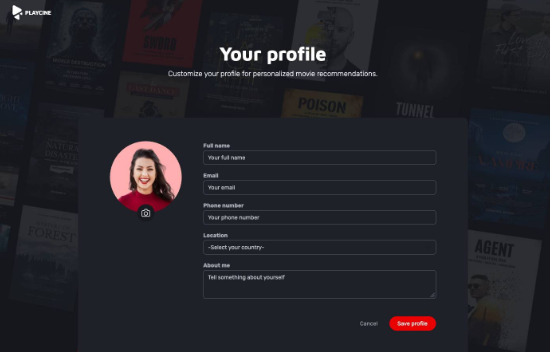 PLAYCINE
Your profile
Customize your profile for personalized movie recommendations.
POISON
TUNNEL
FOREST
AGENT
Full name
Your full name
Email
Your email
Phone number
Your phone number
Location
-Select your country-
About me
Tell something about yourself
Cancel
Save profile